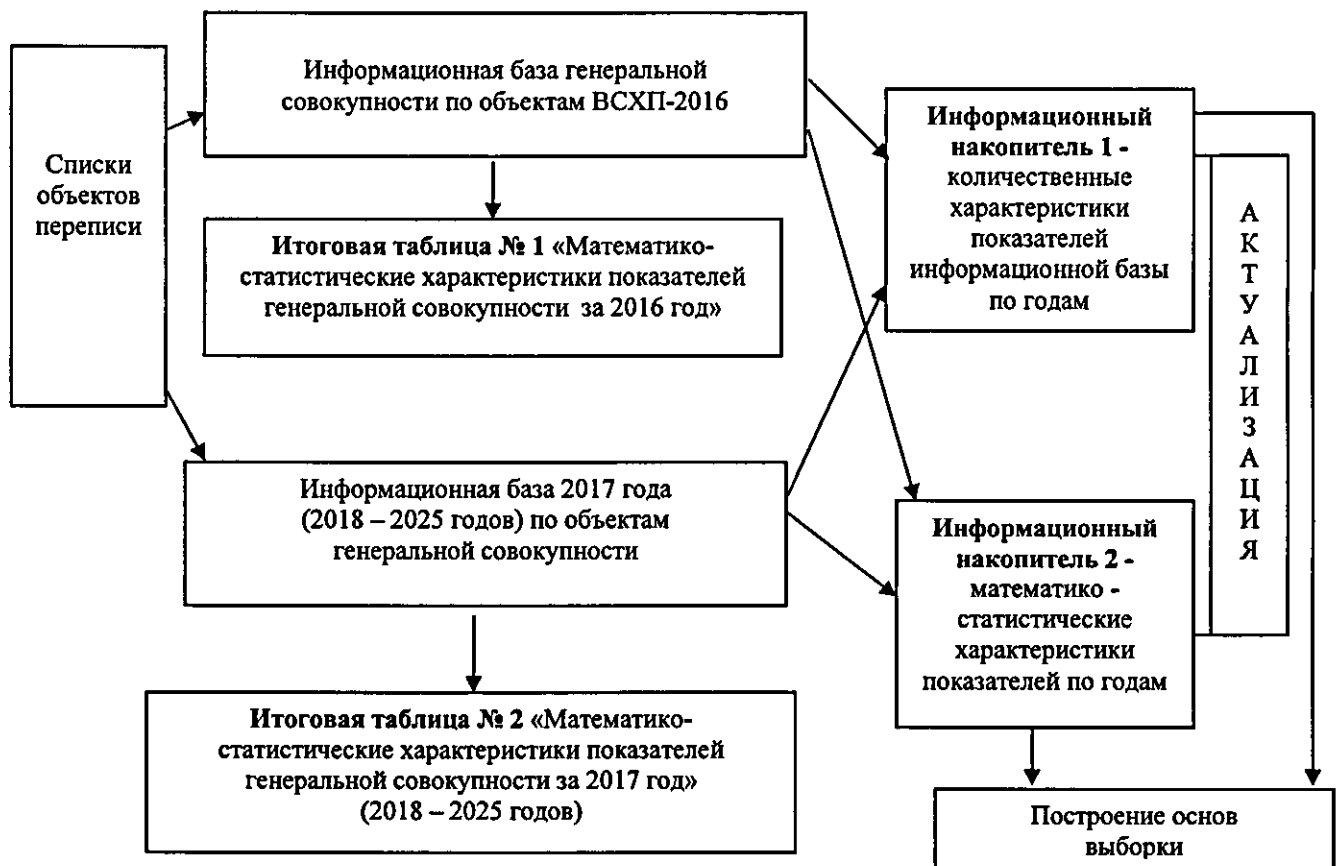 Списки
объектов
переписи
Информационная база генеральной
совокупности по объектам ВСХП-2016
Итоговая таблица № 1 «Математико-
статистические характеристики показателей
генеральной совокупности за 2016 год»
Информационная база 2017 года
(2018 – 2025 годов) по объектам
генеральной совокупности
Итоговая таблица № 2 «Математико-
статистические характеристики показателей
генеральной совокупности за 2017 год»
(2018 – 2025 годов)
Информационный
накопитель 1 -
количественные
характеристики
показателей
информационной базы
по годам
Информационный
накопитель 2 -
математико -
статистические
характеристики
показателей по годам
А
К
Т
У
А
Л
И
З
А
Ц
И
Я
Построение основ
выборки